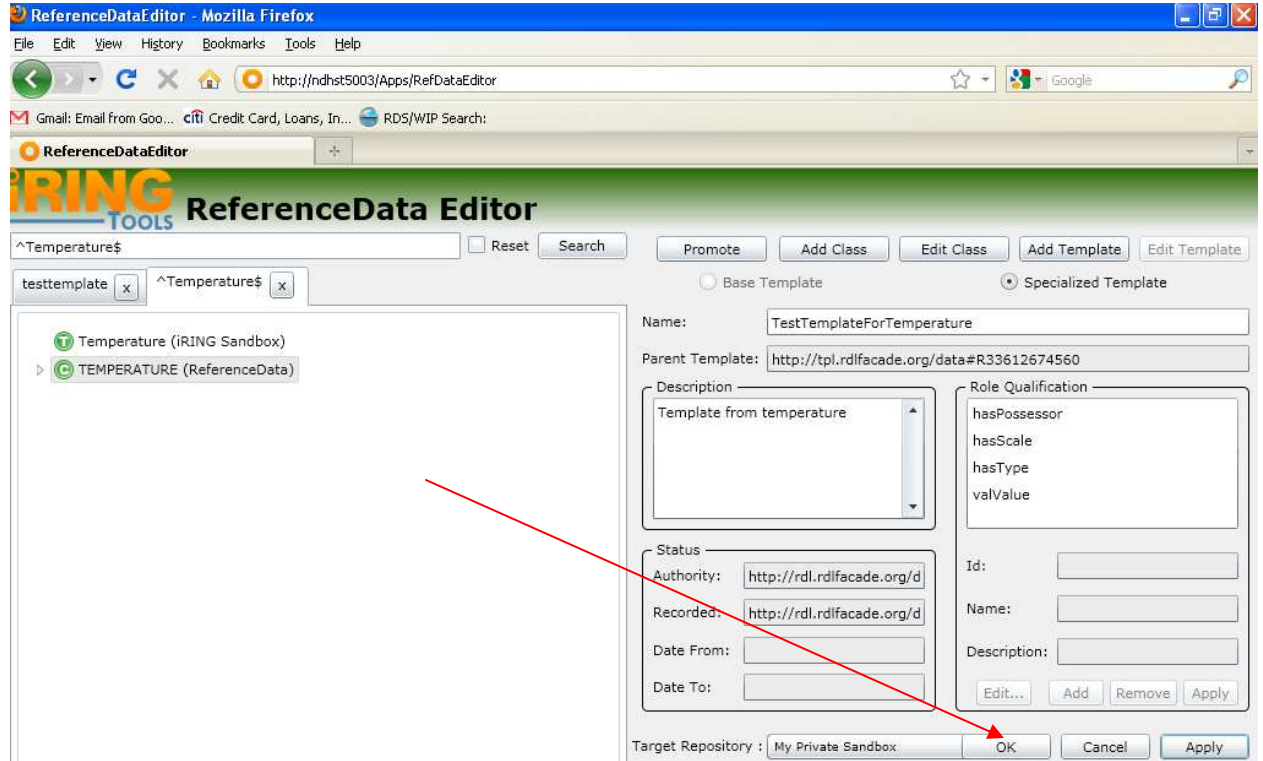 ReferenceDataEditor - Mozilla Firefox
File Edit View History Bookmarks Tools Help
http://ndhst5003/Apps/RefDataEditor Google
Gmail: Email from Goo... citi Credit Card, Loans, In... RDS/WIP Search:
ReferenceDataEditor
iRING TOOLS ReferenceData Editor
^Temperature$ Reset Search Promote Add Class Edit Class Add Template Edit Template
testtemplate x ^Temperature$ x Base Template Specialized Template
Name: TestTemplateForTemperature
T Temperature (iRING Sandbox)
Parent Template: http://tpl.rdlfacade.org/data#R33612674560
C TEMPERATURE (ReferenceData)
Description
Template from temperature
Role Qualification
hasPossessor
hasScale
hasType
valValue
Status
Authority: http://rdl.rdlfacade.org/d
Recorded: http://rdl.rdlfacade.org/d
Date From:
Date To:
Id:
Name:
Description:
Edit... Add Remove Apply
Target Repository : My Private Sandbox OK Cancel Apply